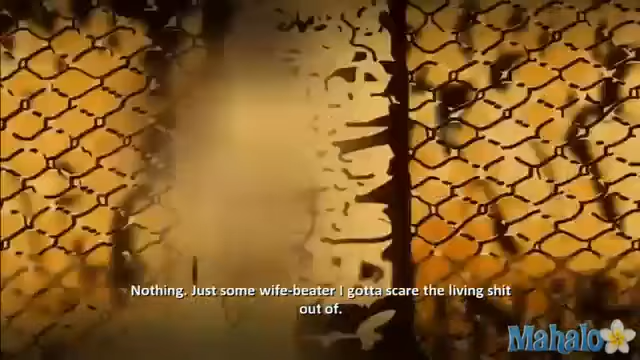 Nothing. Just some wife-beater I gotta scare the living shit
out of.
Mahalo